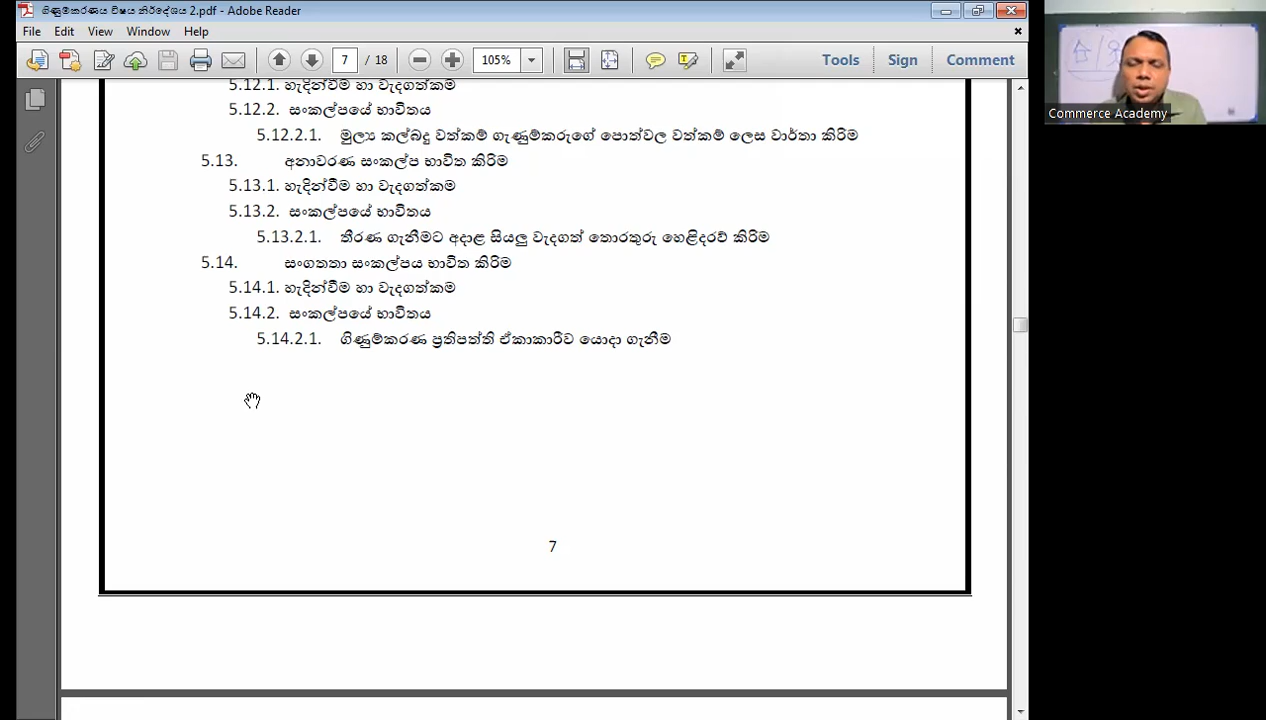 ගිණුම්කරණය විෂය නිර්දේශය 2.pdf - Adobe Reader
File Edit View Window Help
7 / 18 105% Tools Sign Comment
5.12.1. හැදින්වීම හා වැදගත්කම
5.12.2. සංකල්පයේ භාවිතය
5.12.2.1. මුල්‍ය කල්බදු වත්කම් ගැණුම්කරුගේ පොත්වල වත්කම් ලෙස වාර්තා කිරිම
5.13. අනාවරණ සංකල්ප භාවිත කිරිම
5.13.1. හැදින්වීම හා වැදගත්කම
5.13.2. සංකල්පයේ භාවිතය
5.13.2.1. තීරණ ගැනීමට අදාළ සියලු වැදගත් තොරතුරු හෙළිදරව් කිරිම
5.14. සංගතතා සංකල්පය භාවිත කිරිම
5.14.1. හැදින්වීම හා වැදගත්කම
5.14.2. සංකල්පයේ භාවිතය
5.14.2.1. ගිණුම්කරණ ප්‍රතිපත්ති ඒකාකාරීව යොදා ගැනීම
7
Commerce Academy